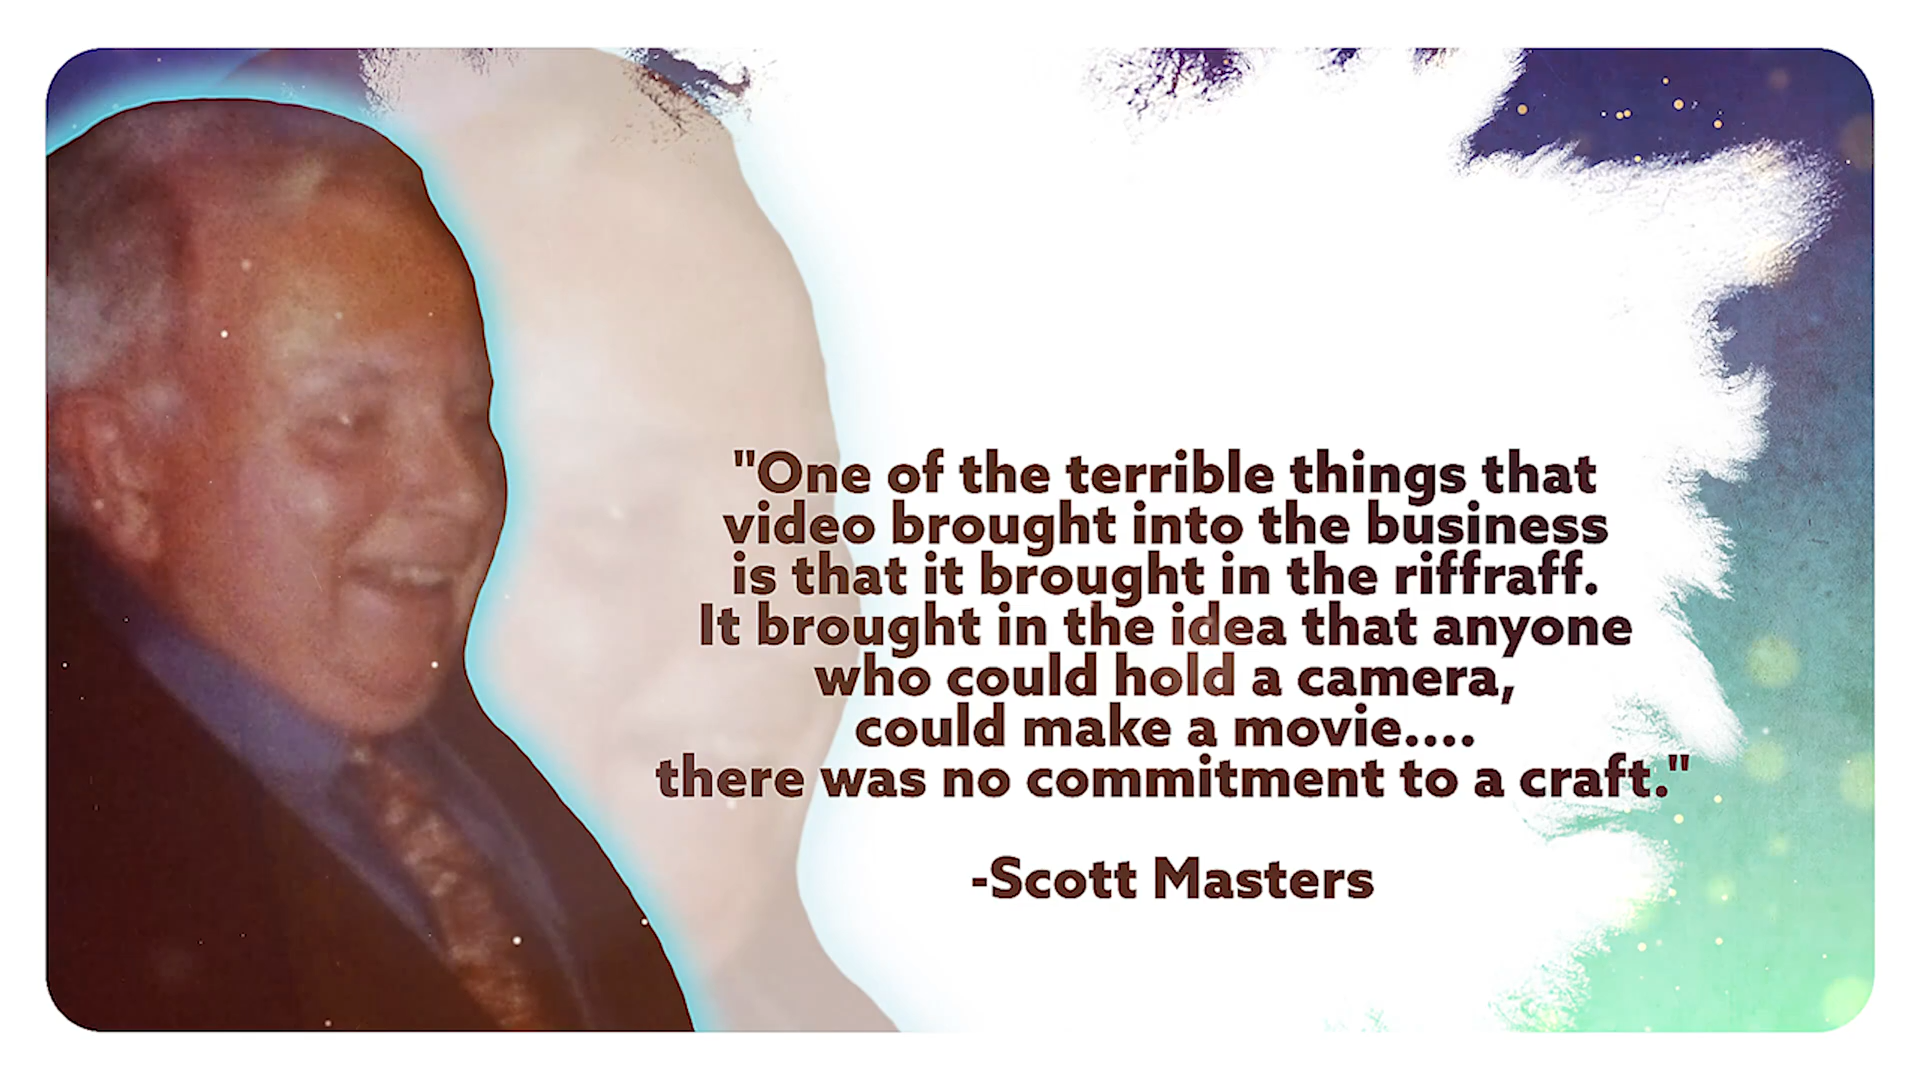 "One of the terrible things that
video brought into the business
is that it brought in the riffraff.
It brought in the idea that anyone
who could hold a camera,
could make a movie....
there was no commitment to a craft."
-Scott Masters